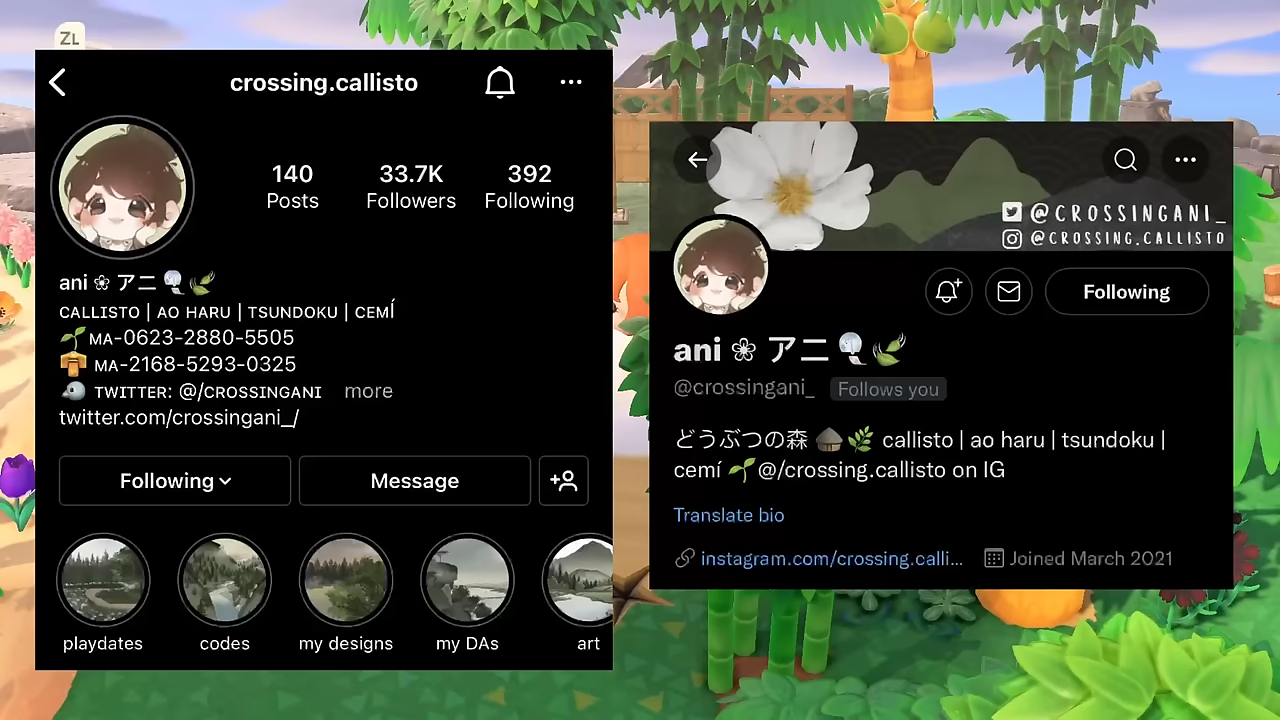 ZL
crossing.callisto
140
33.7K
392
Posts
Followers
Following
ani ❀ アニ
CALLISTO | AO HARU | TSUNDOKU | CEMÍ
MA-0623-2880-5505
MA-2168-5293-0325
TWITTER: @/CROSSINGANI more
twitter.com/crossingani_/
Following
Message
playdates
codes
my designs
my DAs
art
@CROSSINGANI_
@CROSSING.CALLISTO
Following
ani ❀ アニ
@crossingani_ Follows you
どうぶつの森 callisto | ao haru | tsundoku |
cemí @/crossing.callisto on IG
Translate bio
instagram.com/crossing.calli... Joined March 2021